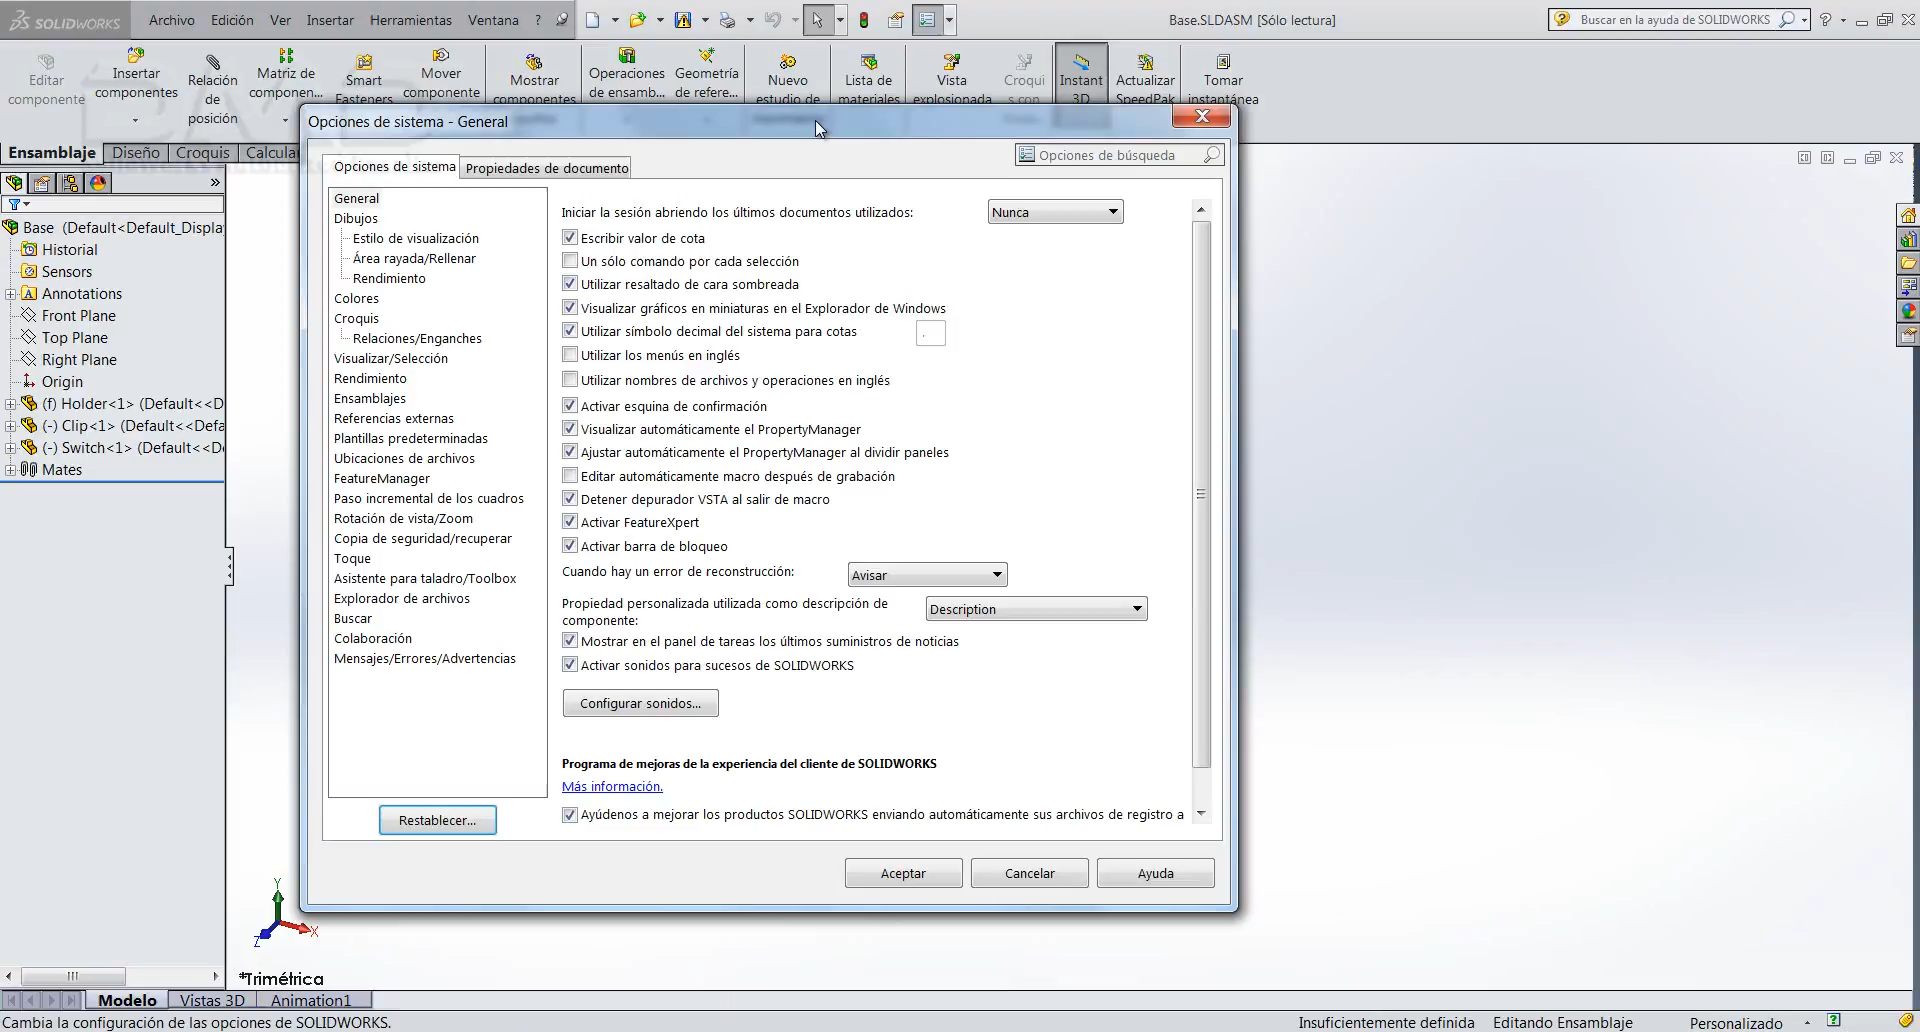 SOLIDWORKS
Archivo Edición Ver Insertar Herramientas Ventana ?
Base.SLDASM [Sólo lectura]
Buscar en la ayuda de SOLIDWORKS
Editar componente
Insertar componentes
Relación de posición
Matriz de componen...
Smart Fasteners
Mover componente
Mostrar componentes
Operaciones de ensamb...
Geometría de refere...
Nuevo estudio de
Lista de materiales
Vista explosionada
Croquis con
Instant 3D
Actualizar SpeedPak
Tomar instantánea
Ensamblaje Diseño Croquis Calcula
Base (Default<Default_Displa
Historial
Sensors
Annotations
Front Plane
Top Plane
Right Plane
Origin
(f) Holder<1> (Default<<D
(-) Clip<1> (Default<<Defa
(-) Switch<1> (Default<<De
Mates
Opciones de sistema - General
Opciones de sistema Propiedades de documento
Opciones de búsqueda
General
Dibujos
Estilo de visualización
Área rayada/Rellenar
Rendimiento
Colores
Croquis
Relaciones/Enganches
Visualizar/Selección
Rendimiento
Ensamblajes
Referencias externas
Plantillas predeterminadas
Ubicaciones de archivos
FeatureManager
Paso incremental de los cuadros
Rotación de vista/Zoom
Copia de seguridad/recuperar
Toque
Asistente para taladro/Toolbox
Explorador de archivos
Buscar
Colaboración
Mensajes/Errores/Advertencias
Restablecer...
Iniciar la sesión abriendo los últimos documentos utilizados: Nunca
Escribir valor de cota
Un sólo comando por cada selección
Utilizar resaltado de cara sombreada
Visualizar gráficos en miniaturas en el Explorador de Windows
Utilizar símbolo decimal del sistema para cotas .
Utilizar los menús en inglés
Utilizar nombres de archivos y operaciones en inglés
Activar esquina de confirmación
Visualizar automáticamente el PropertyManager
Ajustar automáticamente el PropertyManager al dividir paneles
Editar automáticamente macro después de grabación
Detener depurador VSTA al salir de macro
Activar FeatureXpert
Activar barra de bloqueo
Cuando hay un error de reconstrucción: Avisar
Propiedad personalizada utilizada como descripción de
componente: Description
Mostrar en el panel de tareas los últimos suministros de noticias
Activar sonidos para sucesos de SOLIDWORKS
Configurar sonidos...
Programa de mejoras de la experiencia del cliente de SOLIDWORKS
Más información.
Ayúdenos a mejorar los productos SOLIDWORKS enviando automáticamente sus archivos de registro a
Aceptar Cancelar Ayuda
Y
X
Z
*Trimétrica
Modelo Vistas 3D Animation1
Cambia la configuración de las opciones de SOLIDWORKS.
Insuficientemente definida Editando Ensamblaje Personalizado